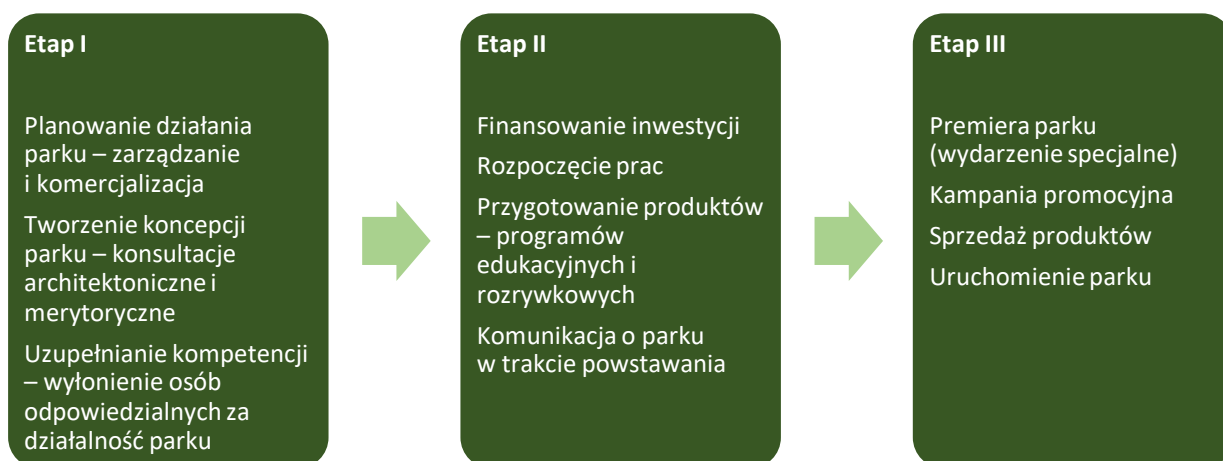 Etap I
Planowanie działania
parku – zarządzanie
i komercjalizacja
Tworzenie koncepcji
parku – konsultacje
architektoniczne i
merytoryczne
Uzupełnianie kompetencji
– wyłonienie osób
odpowiedzialnych za
działalność parku
Etap II
Finansowanie inwestycji
Rozpoczęcie prac
Przygotowanie produktów
– programów
edukacyjnych i
rozrywkowych
Komunikacja o parku
w trakcie powstawania
Etap III
Premiera parku
(wydarzenie specjalne)
Kampania promocyjna
Sprzedaż produktów
Uruchomienie parku